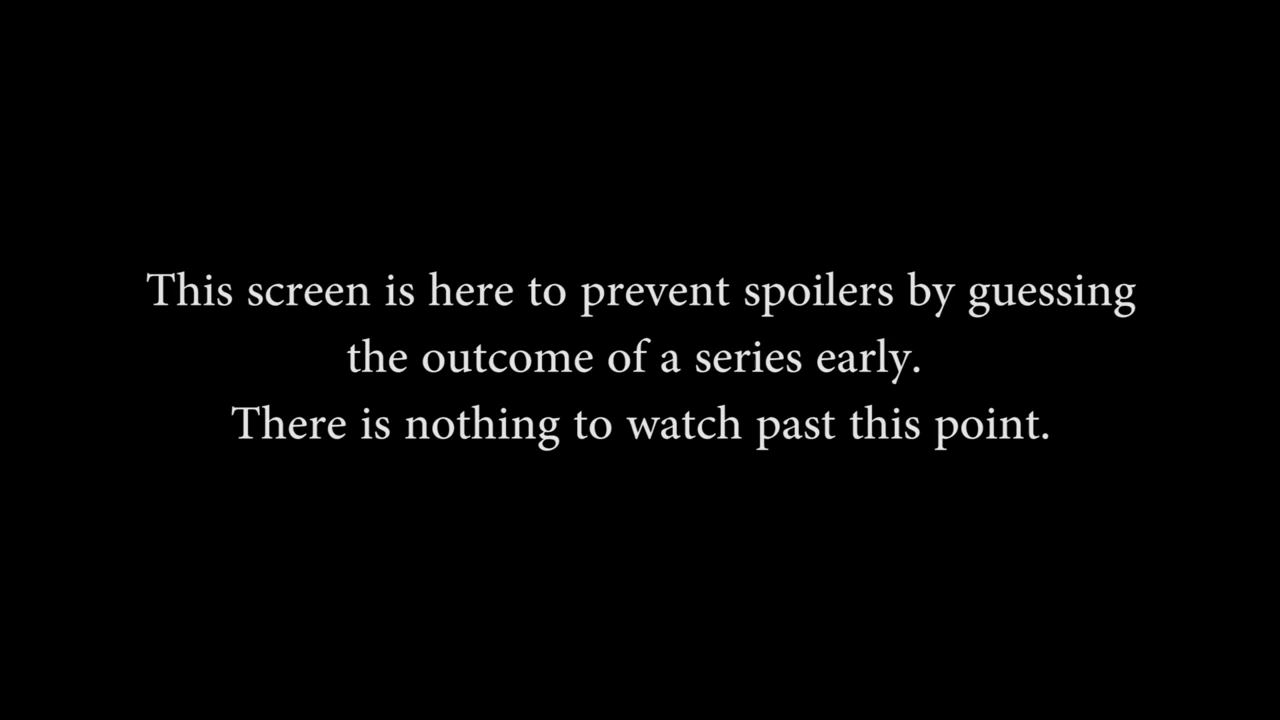 This screen is here to prevent spoilers by guessing
the outcome of a series early.
There is nothing to watch past this point.